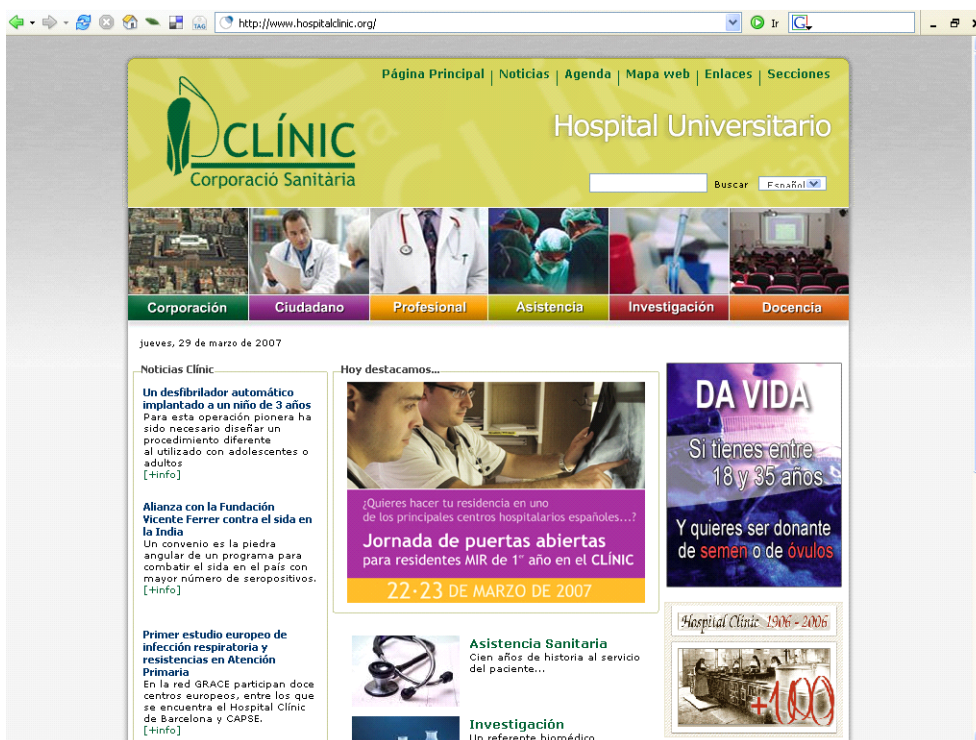 TAG
http://www.hospitalclinic.org/
Ir
G
Página Principal | Noticias | Agenda | Mapa web | Enlaces | Secciones
CLÍNIC
Corporació Sanitària
Hospital Universitario
Buscar
Español
Corporación
Ciudadano
Profesional
Asistencia
Investigación
Docencia
jueves, 29 de marzo de 2007
Noticias Clínic
Un desfibrilador automático
implantado a un niño de 3 años
Para esta operación pionera ha
sido necesario diseñar un
procedimiento diferente
al utilizado con adolescentes o
adultos
[+info]
Alianza con la Fundación
Vicente Ferrer contra el sida en
la India
Un convenio es la piedra
angular de un programa para
combatir el sida en el país con
mayor número de seropositivos.
[+info]
Primer estudio europeo de
infección respiratoria y
resistencias en Atención
Primaria
En la red GRACE participan doce
centros europeos, entre los que
se encuentra el Hospital Clínic
de Barcelona y CAPSE.
[+info]
Hoy destacamos...
¿Quieres hacer tu residencia en uno
de los principales centros hospitalarios españoles...?
Jornada de puertas abiertas
para residentes MIR de 1er año en el CLÍNIC
22·23 DE MARZO DE 2007
Asistencia Sanitaria
Cien años de historia al servicio
del paciente...
Investigación
Un referente biomédico
DA VIDA
Si tienes entre
18 y 35 años
Y quieres ser donante
de semen o de óvulos
Hospital Clínic 1906 - 2006
+100